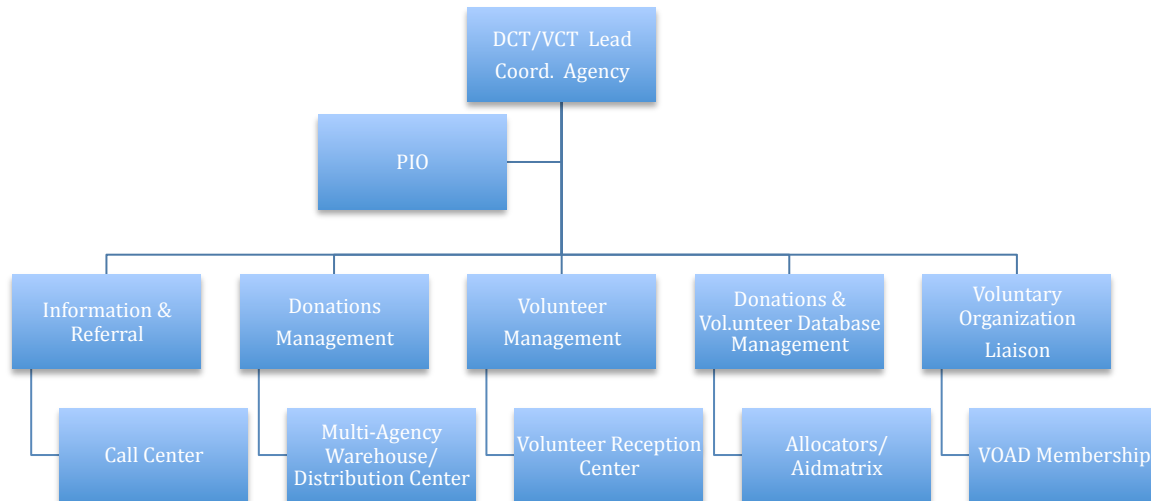 DCT/VCT Lead
Coord. Agency
PIO
Information &
Referral
Donations
Management
Volunteer
Management
Donations &
Vol.unteer Database
Management
Voluntary
Organization
Liaison
Call Center
Multi-Agency
Warehouse/
Distribution Center
Volunteer Reception
Center
Allocators/
Aidmatrix
VOAD Membership